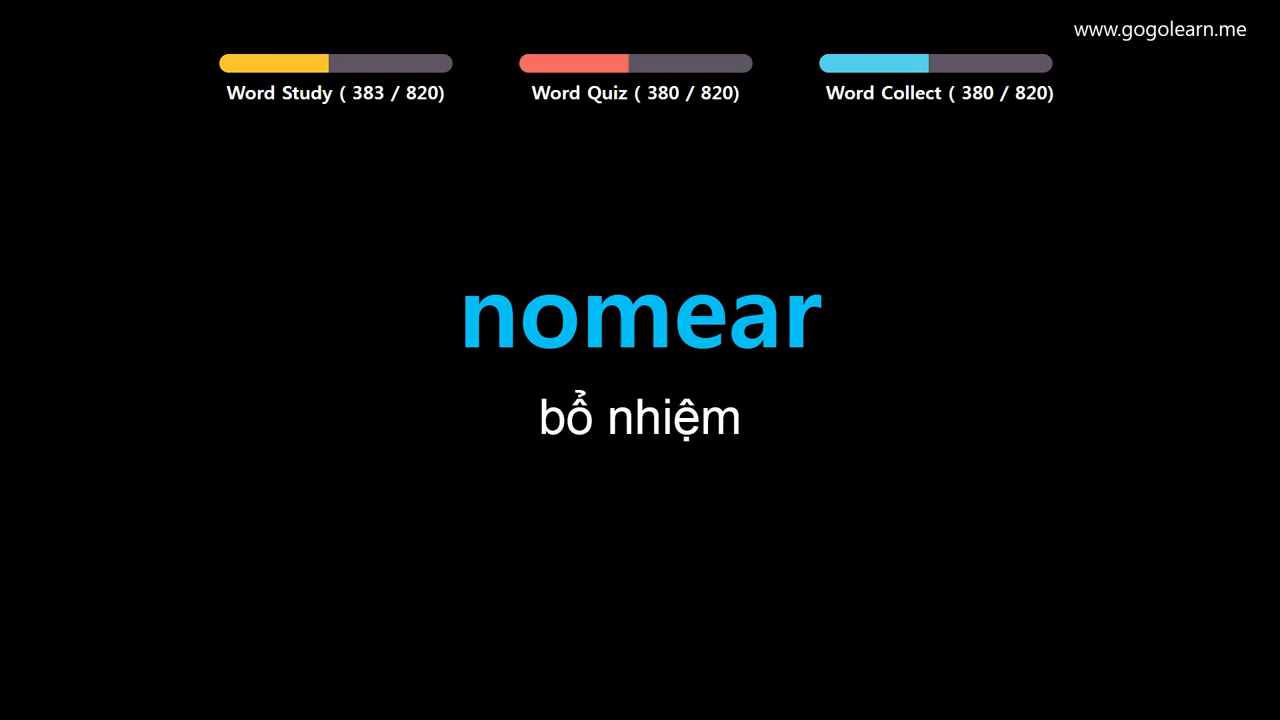 www.gogolearn.me
Word Study ( 383 / 820)
Word Quiz ( 380 / 820)
Word Collect ( 380 / 820)
nomear
bổ nhiệm